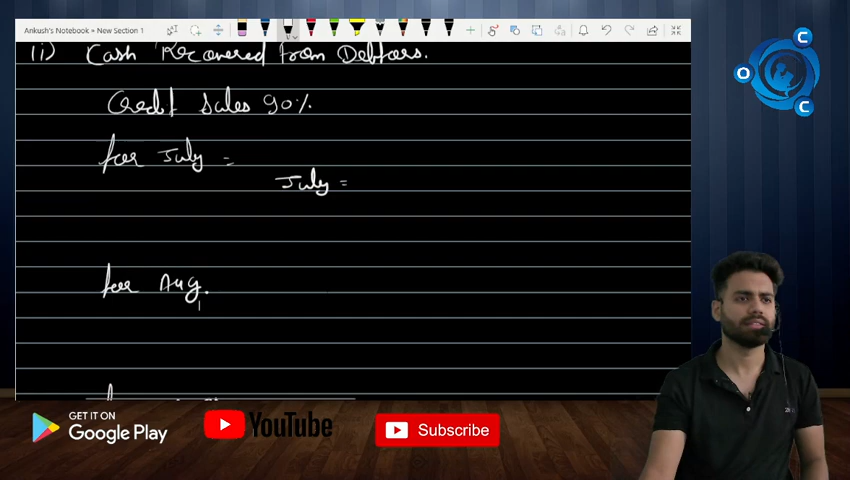 Ankush's Notebook » New Section 1
ii) Cash Recovered from Debtors.
Credit Sales 90%
for July =
July =
for Aug.
C
O
C
GET IT ON
Google Play
YouTube
Subscribe